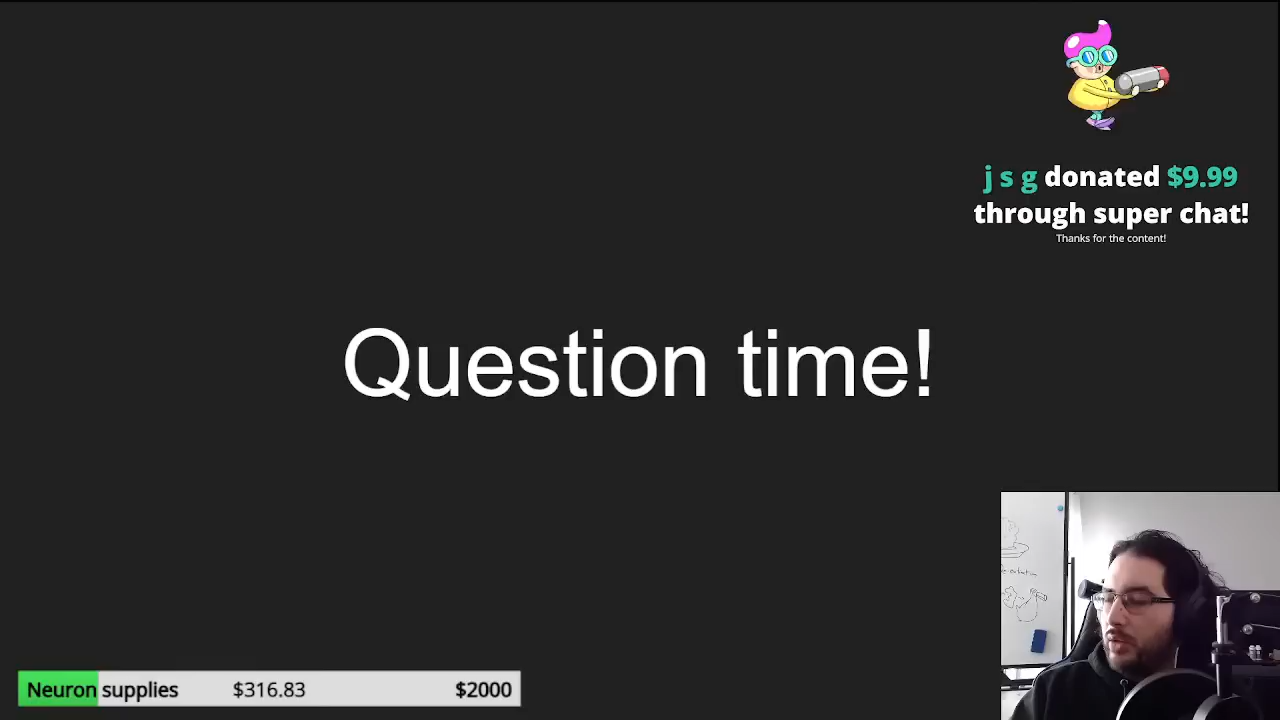 j s g donated $9.99
through super chat!
Thanks for the content!
Question time!
Neuron supplies $316.83 $2000